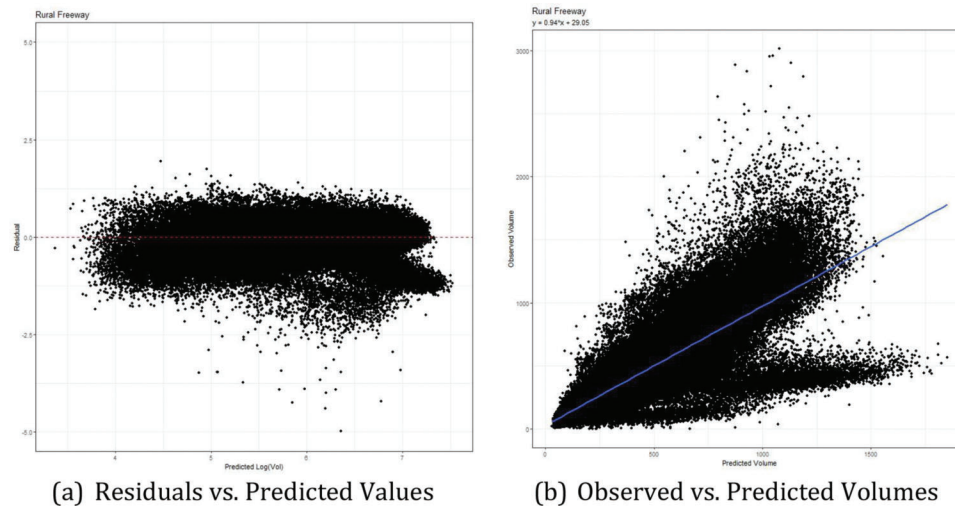 Rural Freeway
5.0
2.5
0.0
-2.5
-5.0
Residual
4
5
6
7
Predicted Log(Vol)
(a) Residuals vs. Predicted Values
Rural Freeway
y = 0.94*x + 29.05
3000
2000
1000
0
Observed Volume
0
500
1000
1500
Predicted Volume
(b) Observed vs. Predicted Volumes